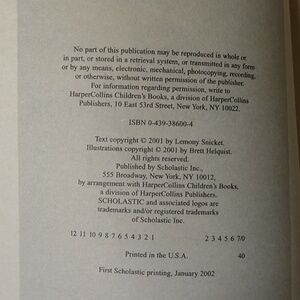 No part of this publication may be reproduced in whole or
in part, or stored in a retrieval system, or transmitted in any form
or by any means, electronic, mechanical, photocopying, recording,
or otherwise, without written permission of the publisher.
For information regarding permission, write to
HarperCollins Children's Books, a division of HarperCollins
Publishers, 10 East 53rd Street, New York, NY 10022.
ISBN 0-439-38600-4
Text copyright © 2001 by Lemony Snicket.
Illustrations copyright © 2001 by Brett Helquist.
All rights reserved.
Published by Scholastic Inc.,
555 Broadway, New York, NY 10012,
by arrangement with HarperCollins Children's Books,
a division of HarperCollins Publishers.
SCHOLASTIC and associated logos are
trademarks and/or registered trademarks
of Scholastic Inc.
12 11 10 9 8 7 6 5 4 3 2 1 2 3 4 5 6 7/0
Printed in the U.S.A. 40
First Scholastic printing, January 2002